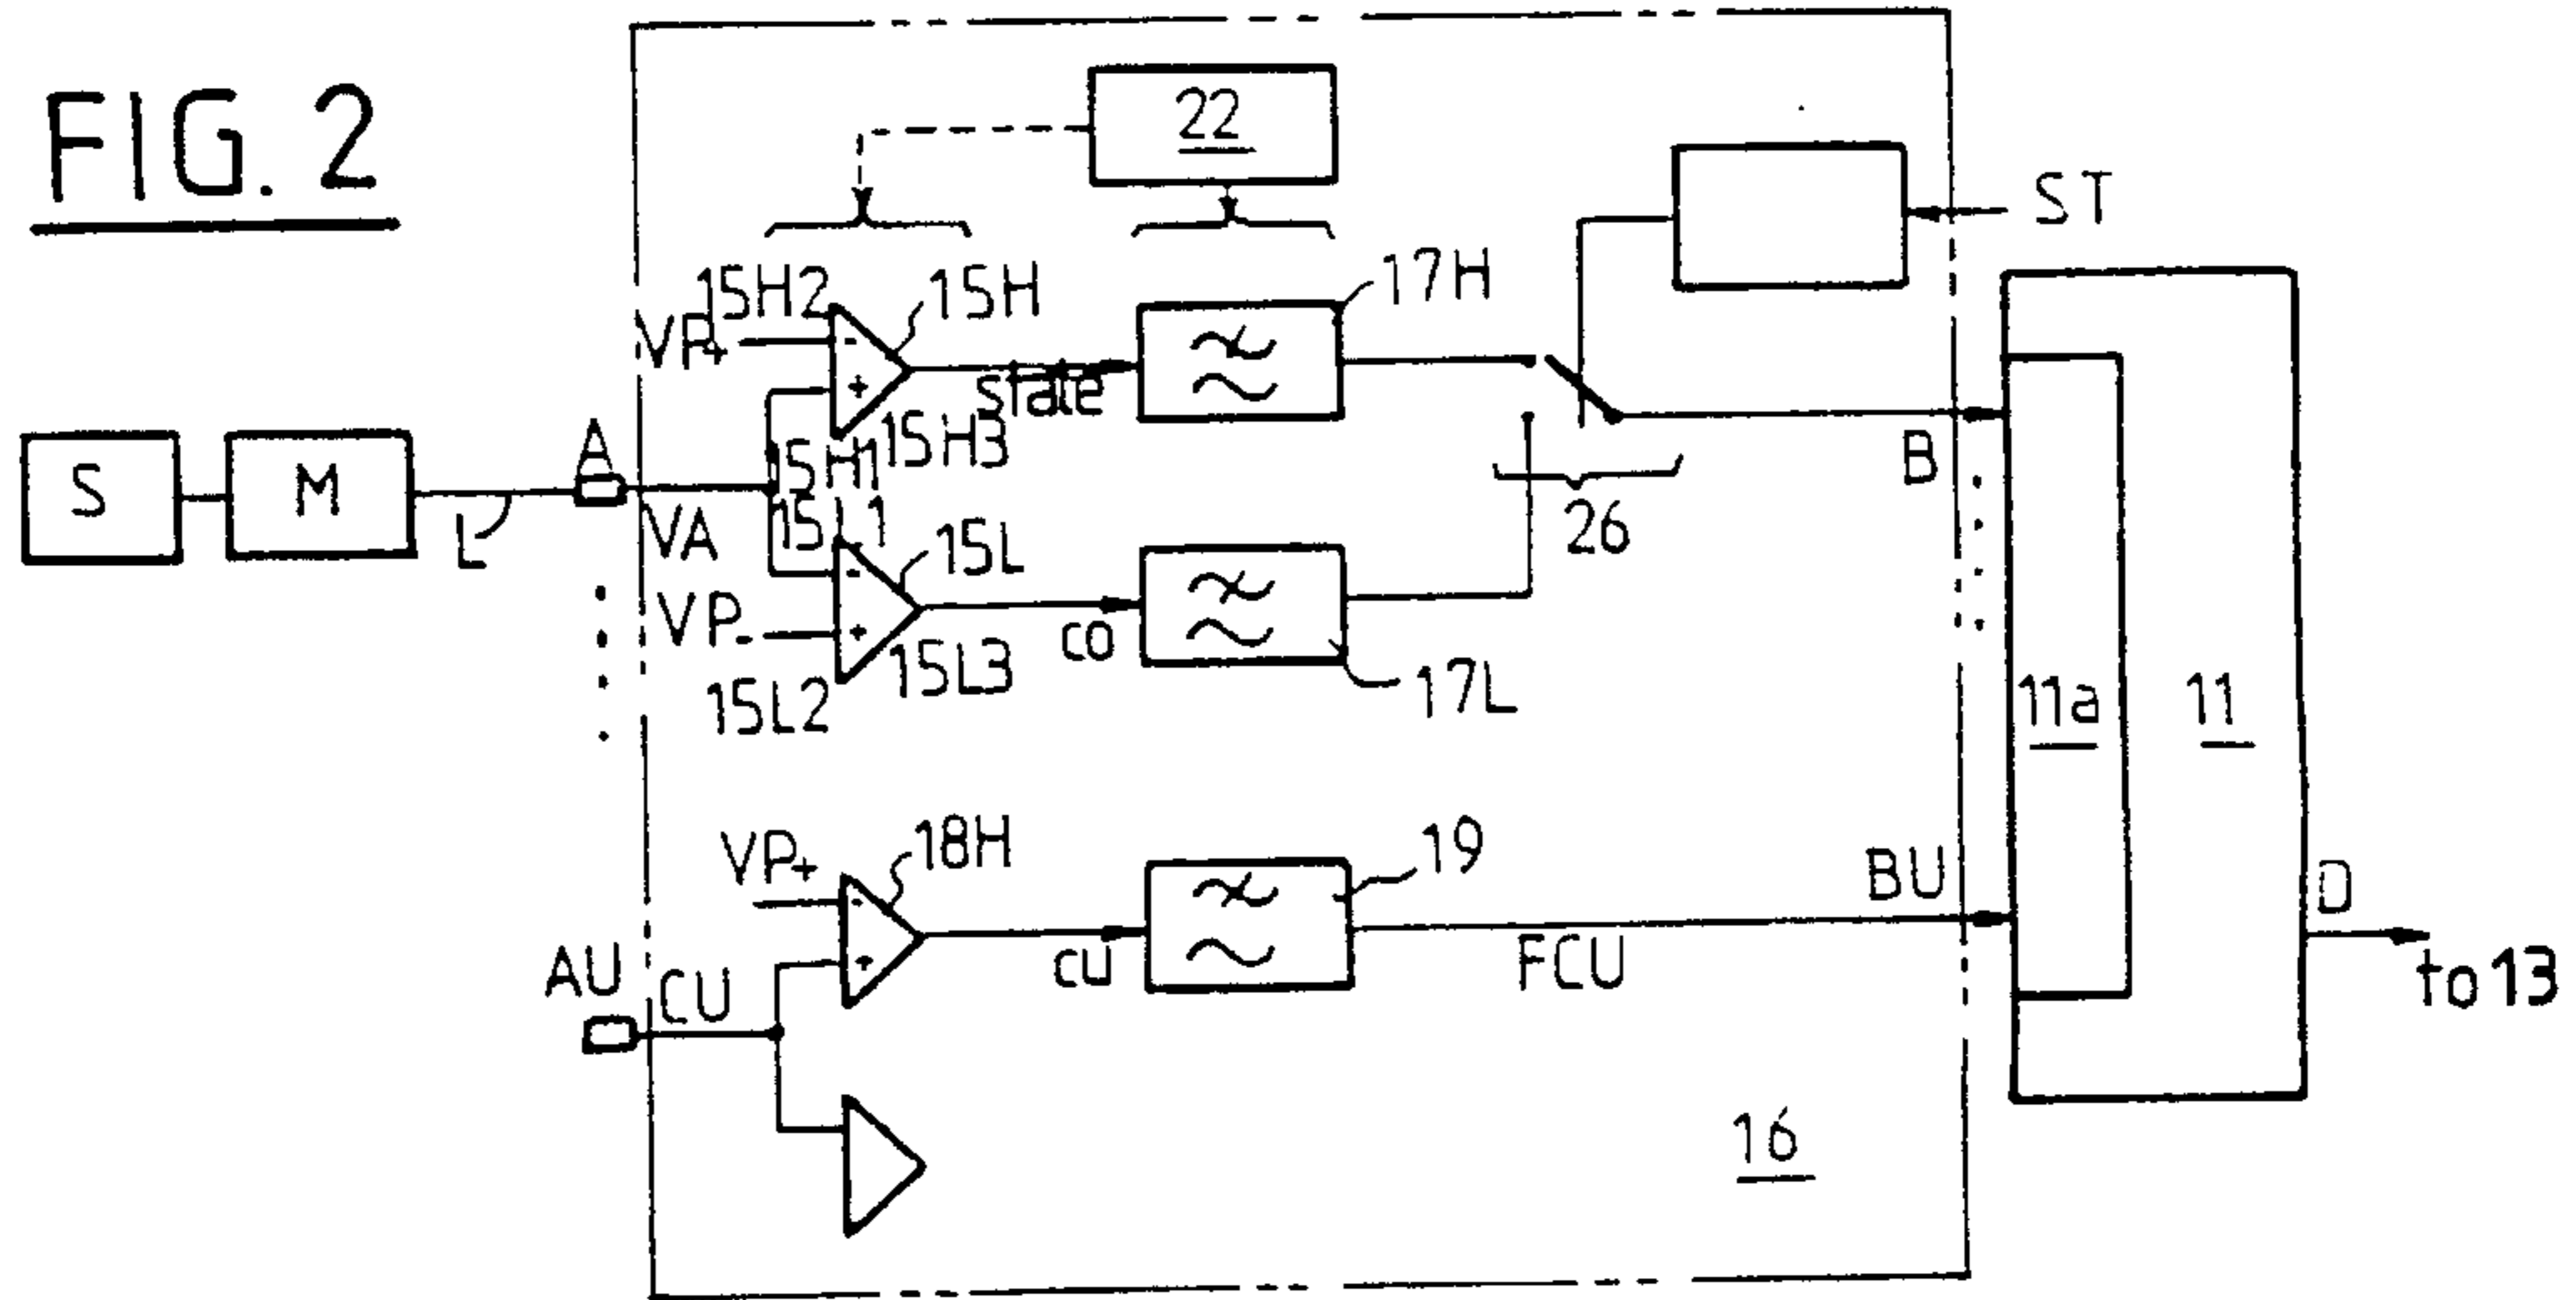 FIG. 2
22
ST
15H2
15H
17H
VP+
-
+
state
15H3
A
S
M
L
VA
15H1
15L1
B
26
15L
-
VP-
+
co
15L3
15L2
17L
11a
11
VP+
18H
19
-
+
cu
FCU
BU
D
to 13
AU
CU
16